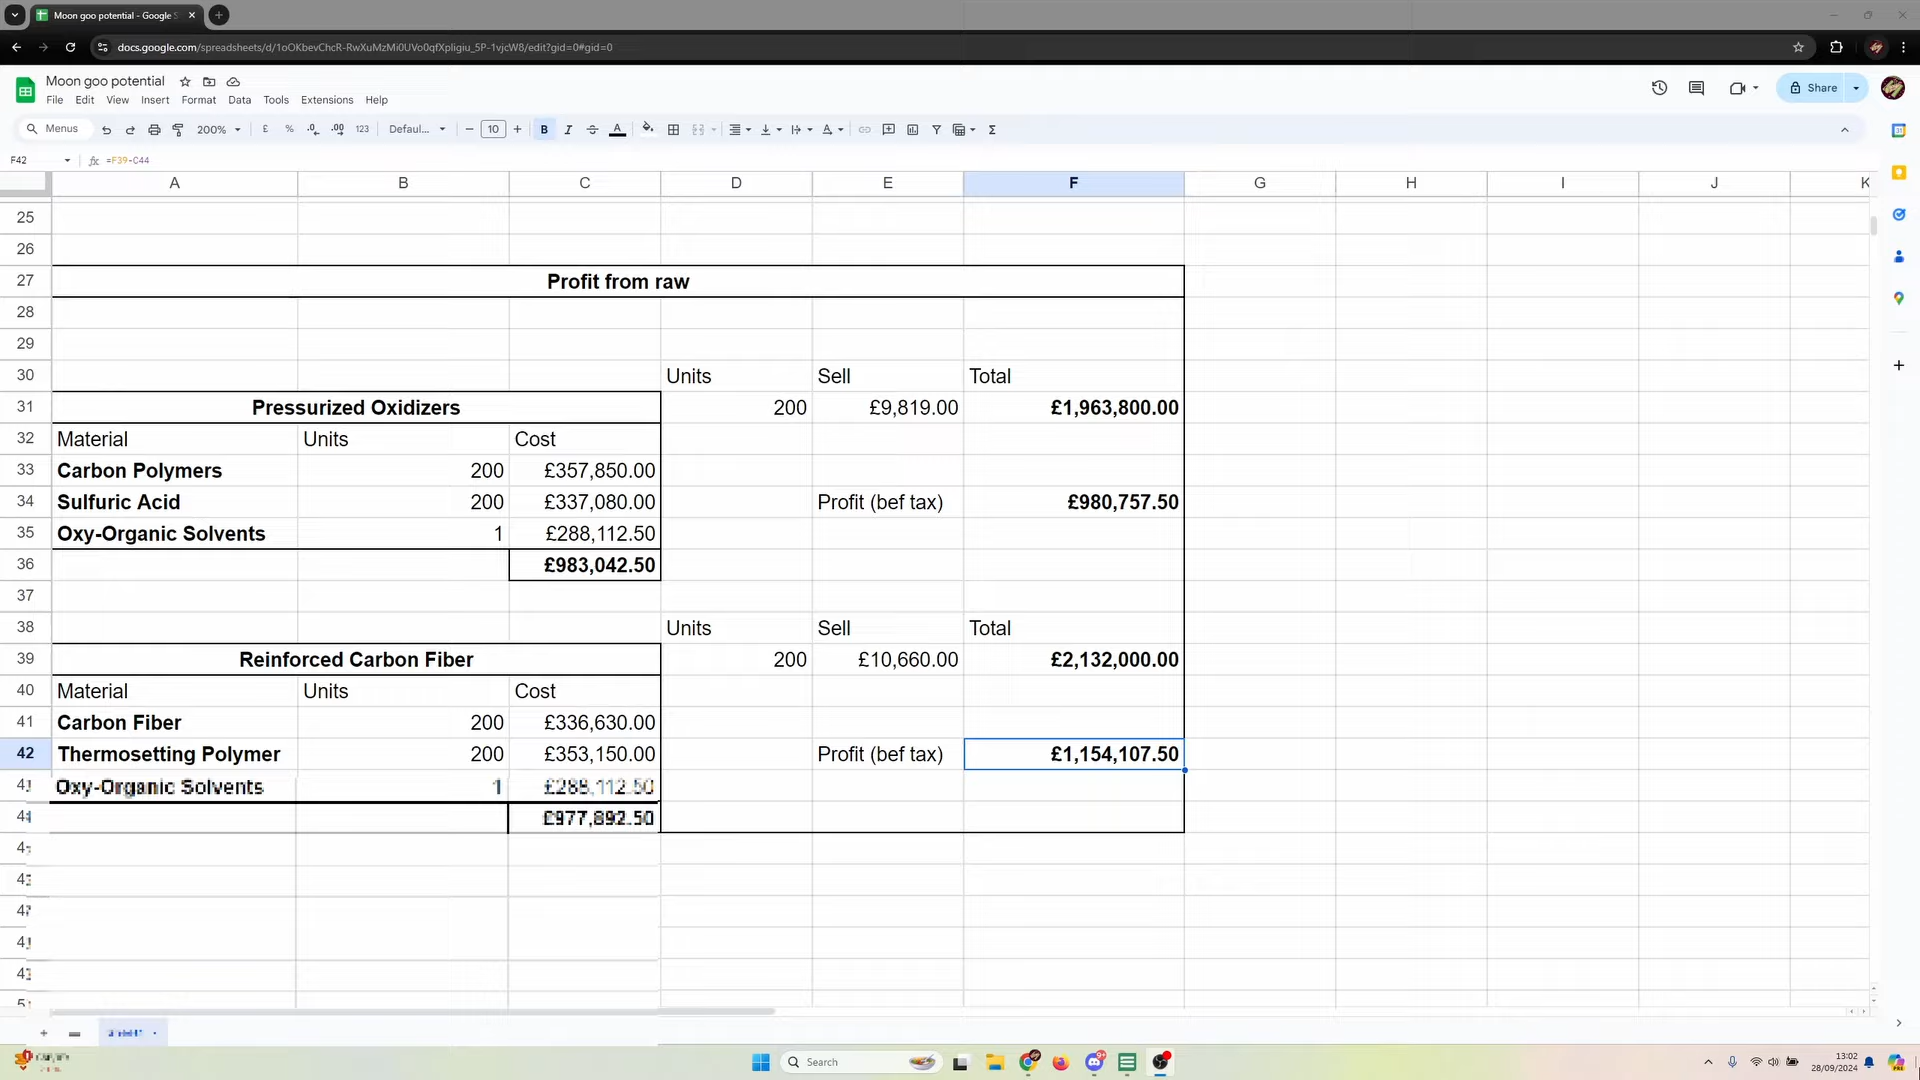 Moon goo potential - Google S
docs.google.com/spreadsheets/d/1oOKbevChcR-RwXuMzMi0UVo0qfXpligiu_5P-1vjcW8/edit?gid=0#gid=0
Moon goo potential
File Edit View Insert Format Data Tools Extensions Help
Share
Menus 200% £ % .0 .00 123 Defaul... 10 B I A
F42 fx =F39-C44
A B C D E F G H I J K
25
26
27 Profit from raw
28
29
30 Units Sell Total
31 Pressurized Oxidizers 200 £9,819.00 £1,963,800.00
32 Material Units Cost
33 Carbon Polymers 200 £357,850.00
34 Sulfuric Acid 200 £337,080.00 Profit (bef tax) £980,757.50
35 Oxy-Organic Solvents 1 £288,112.50
36 £983,042.50
37
38 Units Sell Total
39 Reinforced Carbon Fiber 200 £10,660.00 £2,132,000.00
40 Material Units Cost
41 Carbon Fiber 200 £336,630.00
42 Thermosetting Polymer 200 £353,150.00 Profit (bef tax) £1,154,107.50
Oxy-Organic Solvents 1 £288,112.50
£977,892.50
Search
13:02
28/09/2024